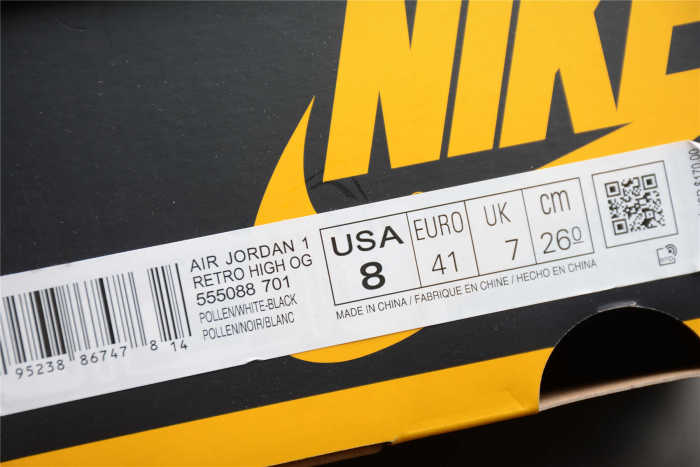 NIKE
AIR JORDAN 1
RETRO HIGH OG
555088 701
POLLEN/WHITE-BLACK
POLLEN/NOIR/BLANC
95238 86747 8 14
USA
8
EURO
41
UK
7
cm
26
MADE IN CHINA / FABRIQUE EN CHINE / HECHO EN CHINA